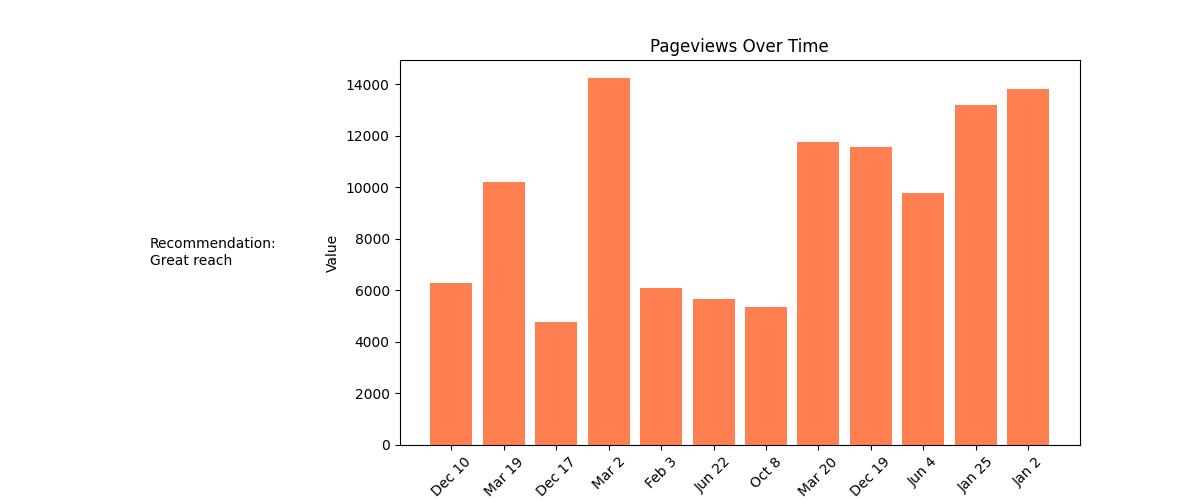 Pageviews Over Time
Recommendation:
Great reach
Value
14000
12000
10000
8000
6000
4000
2000
0
Dec 10
Mar 19
Dec 17
Mar 2
Feb 3
Jun 22
Oct 8
Mar 20
Dec 19
Jun 4
Jan 25
Jan 2